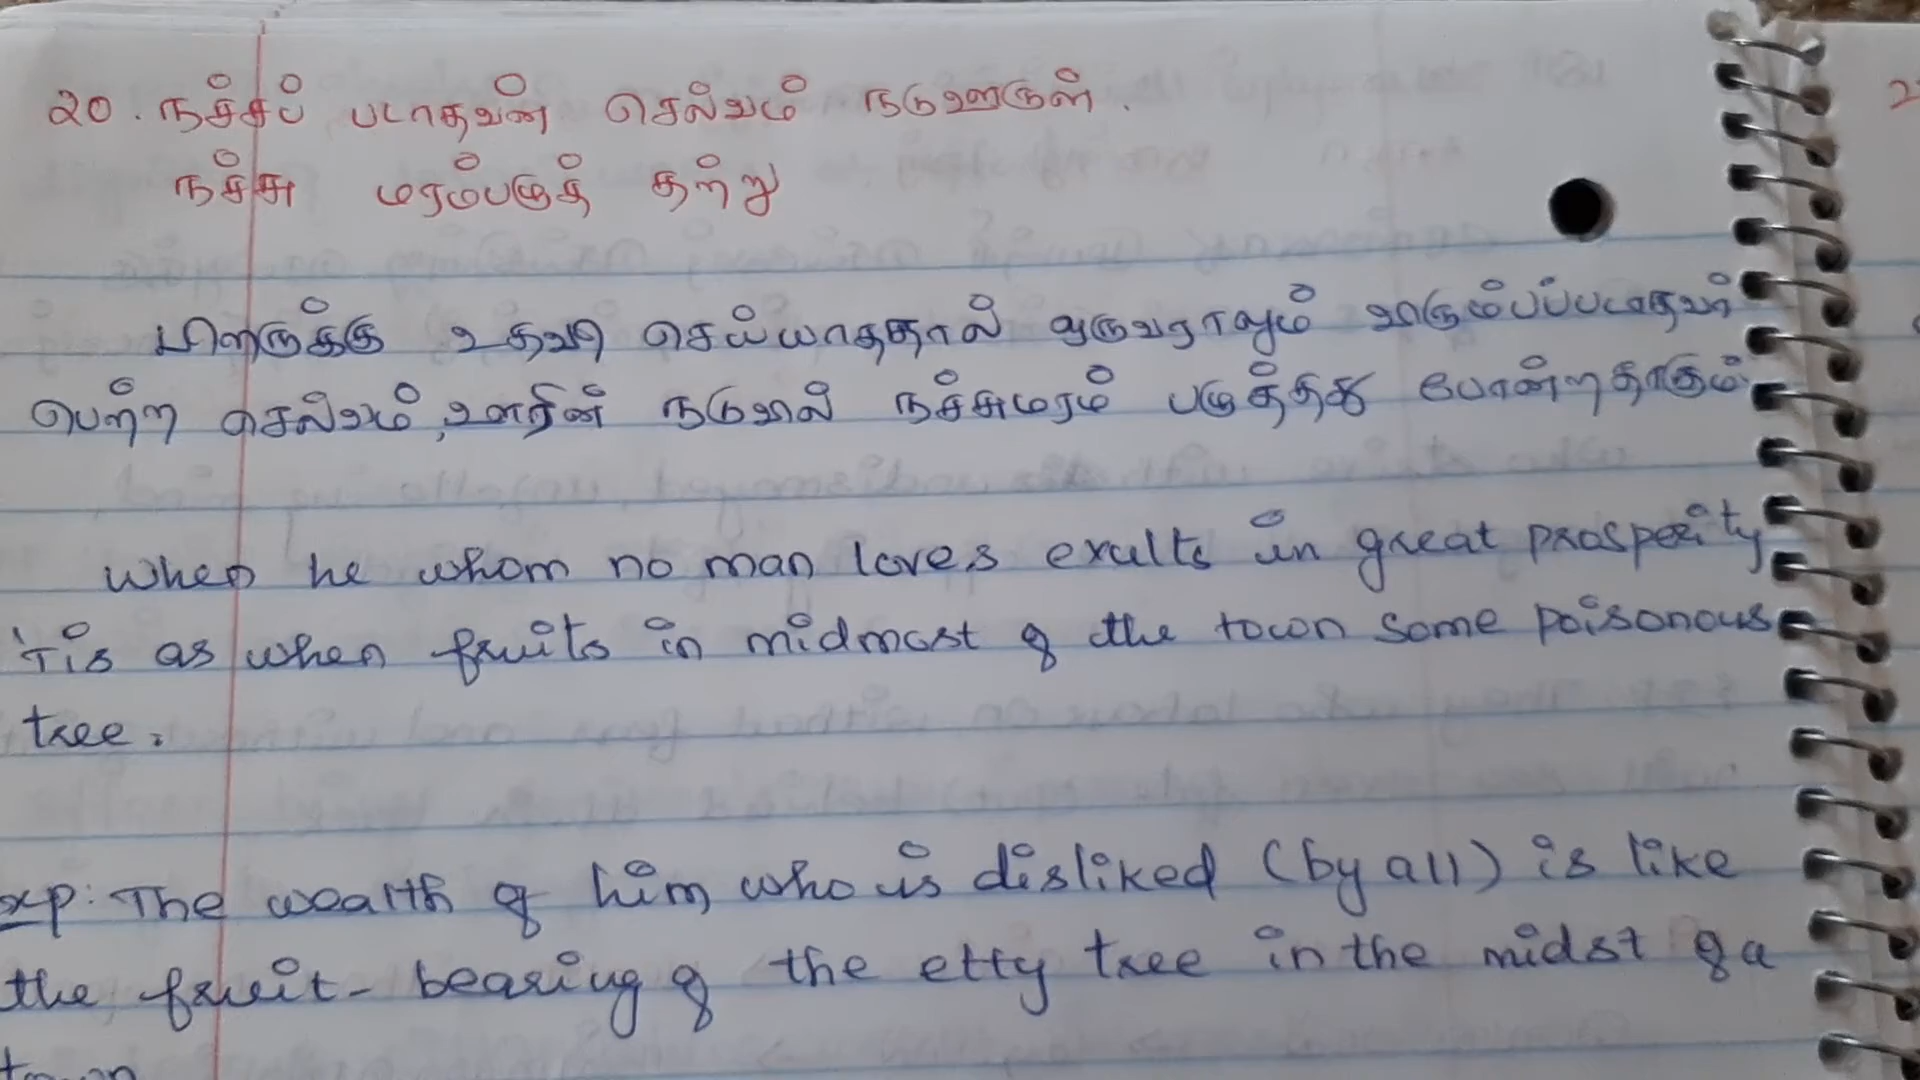 20. நச்சப் படாதவன் செல்வம் நடுஊருள்.
நச்சு மரம்பழுத் தற்று
பிறருக்கு உதவி செய்யாததால் ஒருவராலும் விரும்பப்படாதவன்
பெற்ற செல்வம், ஊரின் நடுவில் நச்சுமரம் பழுத்தது போன்றதாகும்
When he whom no man loves exults in great prosperity
'Tis as when fruits in midmost of the town some poisonous
tree.
xp: The wealth of him who is disliked (by all) is like
the fruit-bearing of the etty tree in the midst of a
town